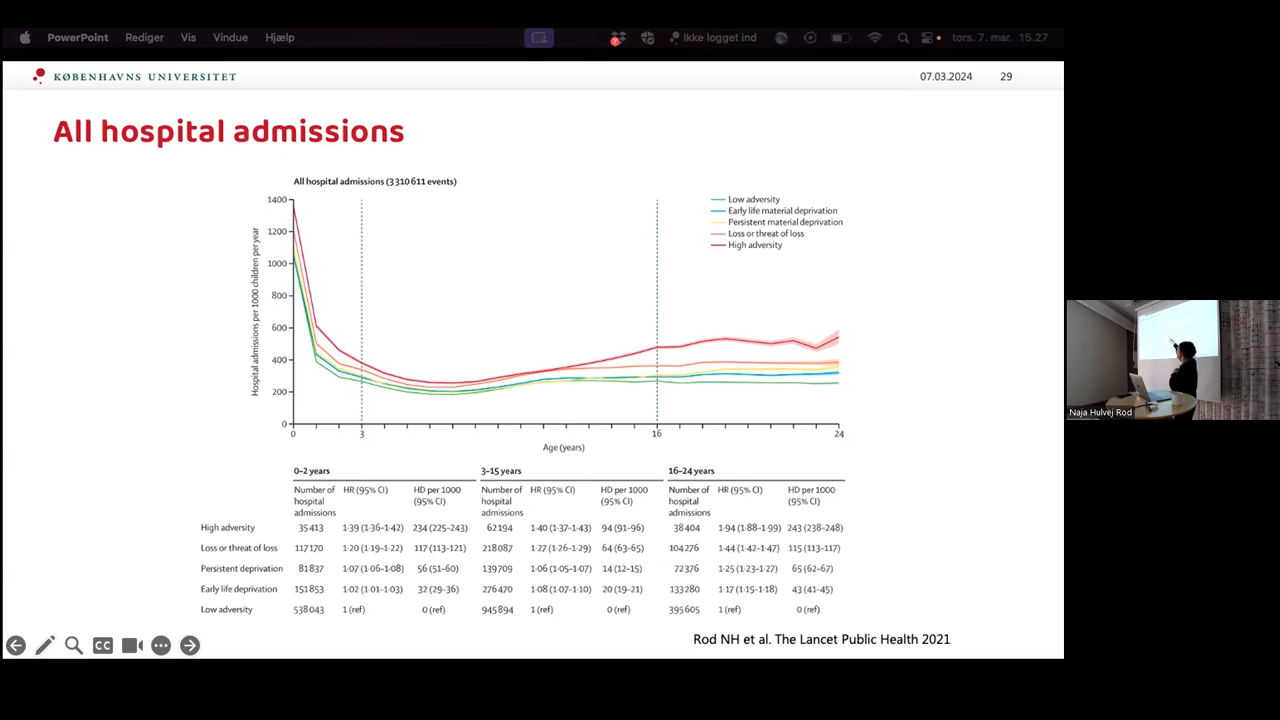 PowerPoint Rediger Vis Vindue Hjælp 7 Ikke logget ind tors. 7. mar. 15.27
KØBENHAVNS UNIVERSITET 07.03.2024 29
All hospital admissions
All hospital admissions (3 310 611 events)
Hospital admissions per 1000 children per year
1400
1200
1000
800
600
400
200
0
0 3 16 24
Age (years)
Low adversity
Early life material deprivation
Persistent material deprivation
Loss or threat of loss
High adversity
0–2 years 3–15 years 16–24 years
Number of hospital admissions HR (95% CI) HD per 1000 (95% CI) Number of hospital admissions HR (95% CI) HD per 1000 (95% CI) Number of hospital admissions HR (95% CI) HD per 1000 (95% CI)
High adversity 35 413 1·39 (1·36–1·42) 234 (225–243) 62 194 1·40 (1·37–1·43) 94 (91–96) 38 404 1·94 (1·88–1·99) 243 (238–248)
Loss or threat of loss 117 170 1·20 (1·19–1·22) 117 (113–121) 218 087 1·27 (1·26–1·29) 64 (63–65) 104 276 1·44 (1·42–1·47) 115 (113–117)
Persistent deprivation 81 837 1·07 (1·06–1·08) 56 (51–60) 139 709 1·06 (1·05–1·07) 14 (12–15) 72 376 1·25 (1·23–1·27) 65 (62–67)
Early life deprivation 151 853 1·02 (1·01–1·03) 32 (29–36) 276 470 1·08 (1·07–1·10) 20 (19–21) 133 280 1·17 (1·15–1·18) 43 (41–45)
Low adversity 538 043 1 (ref) 0 (ref) 945 894 1 (ref) 0 (ref) 395 605 1 (ref) 0 (ref)
Rod NH et al. The Lancet Public Health 2021
CC
Naja Hulvej Rod